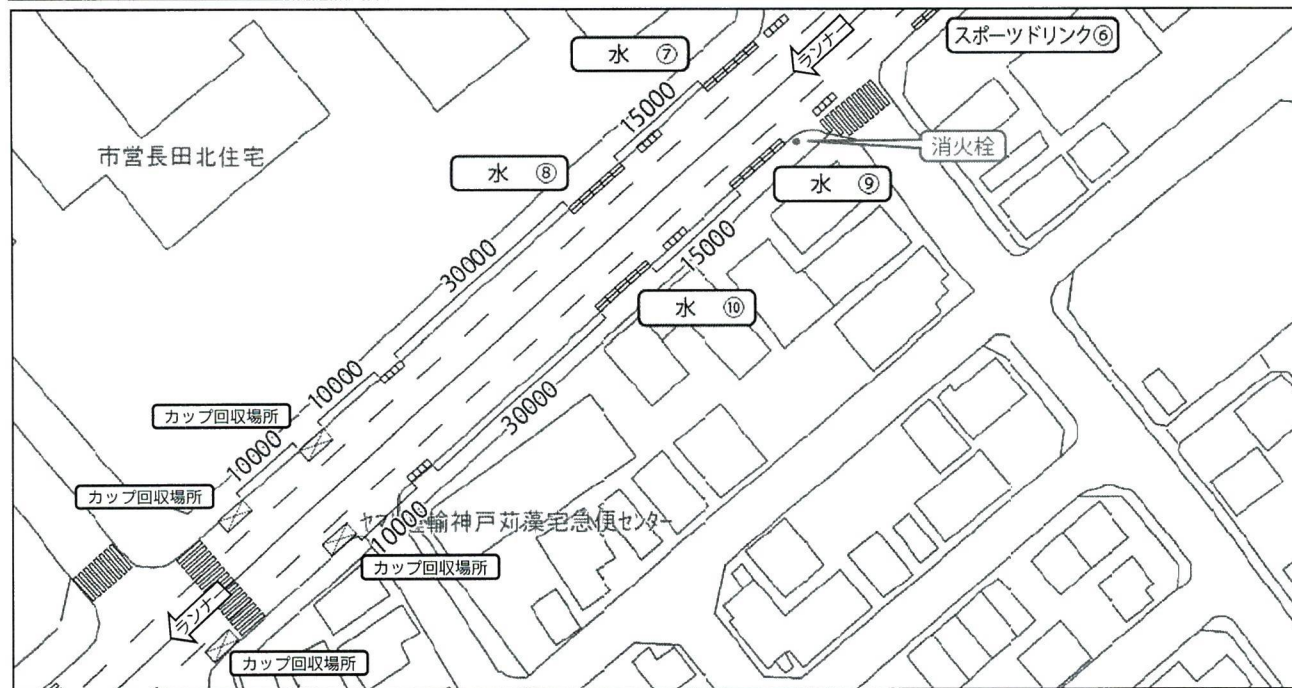 スポーツドリンク⑥
水 ⑦
ランナー
15000
消火栓
市営長田北住宅
水 ⑧
水 ⑨
30000
15000
水 ⑩
10000
カップ回収場所
30000
10000
カップ回収場所
輸神戸苅藻宅急便センター
10000
カップ回収場所
ランナー
カップ回収場所